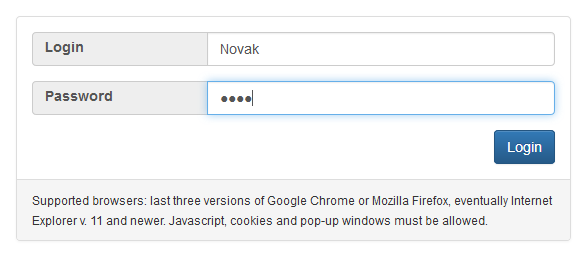 Login
Novak
Password
●●●●
Login
Supported browsers: last three versions of Google Chrome or Mozilla Firefox, eventually Internet
Explorer v. 11 and newer. Javascript, cookies and pop-up windows must be allowed.